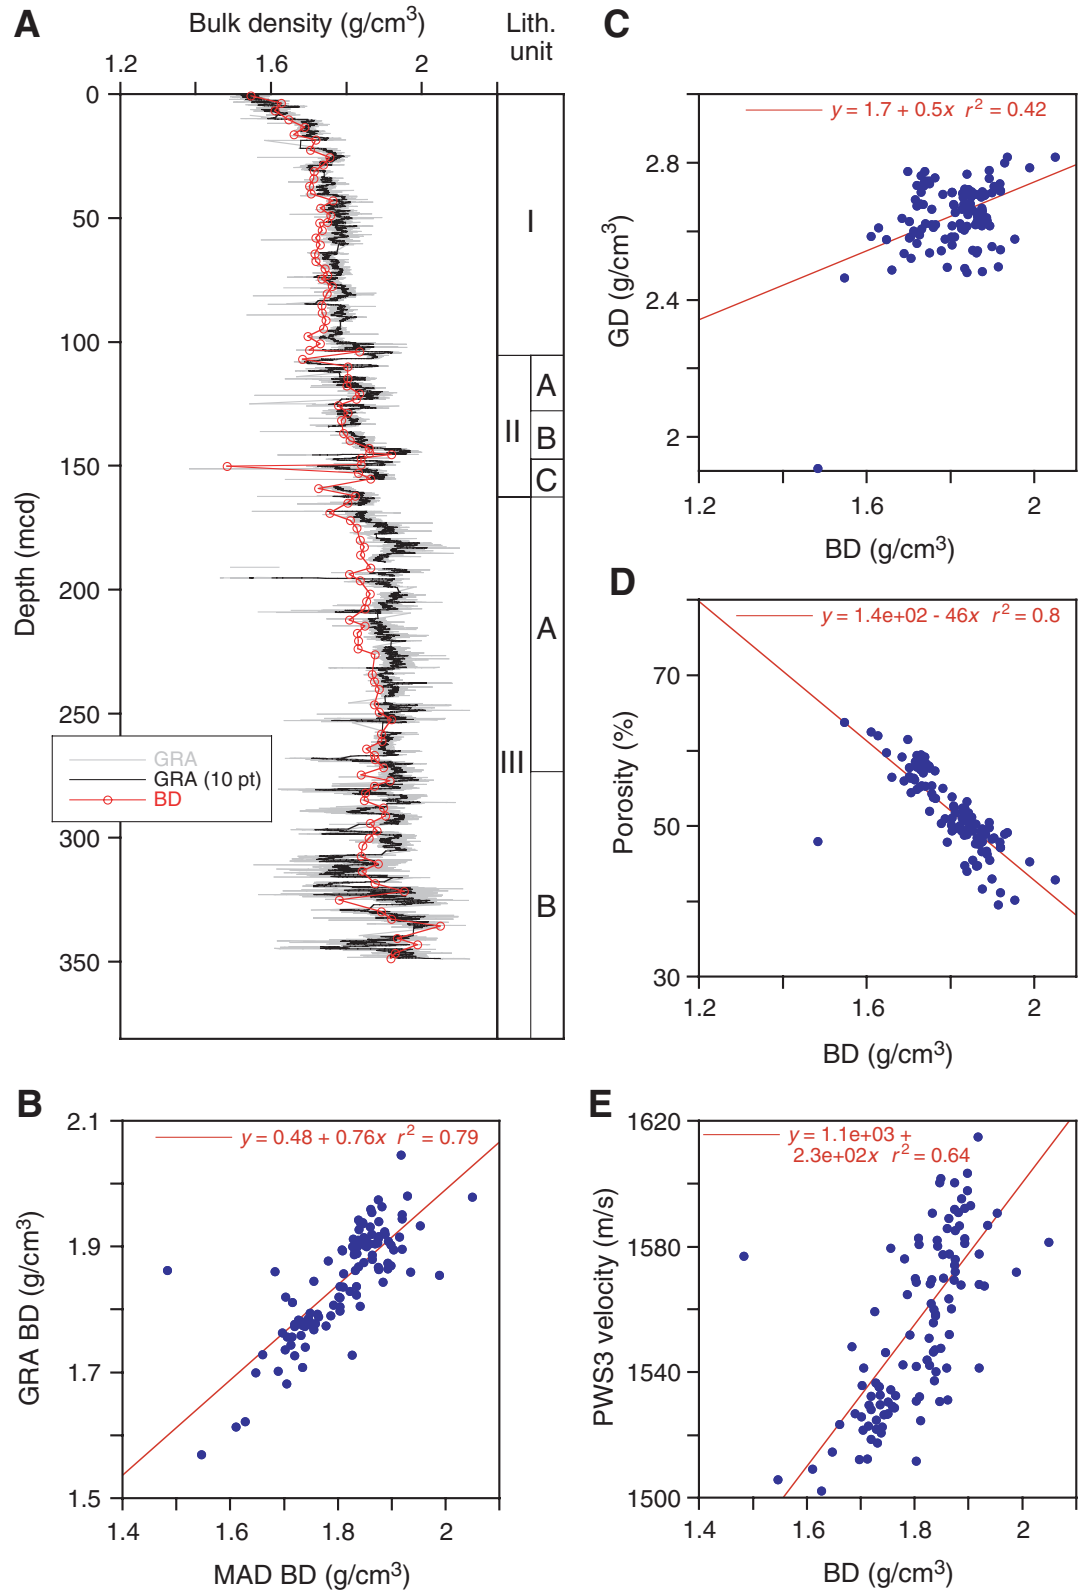 A
Bulk density (g/cm³)
Lith.
unit
1.2
1.6
2
0
50
100
150
200
250
300
350
Depth (mcd)
I
II
III
A
B
C
A
B
GRA
GRA (10 pt)
BD
B
y = 0.48 + 0.76x r² = 0.79
2.1
1.9
1.7
1.5
GRA BD (g/cm³)
1.4
1.6
1.8
2
MAD BD (g/cm³)
C
y = 1.7 + 0.5x r² = 0.42
2.8
2.4
2
GD (g/cm³)
1.2
1.6
2
BD (g/cm³)
D
y = 1.4e+02 - 46x r² = 0.8
70
50
30
Porosity (%)
1.2
1.6
2
BD (g/cm³)
E
y = 1.1e+03 +
2.3e+02x r² = 0.64
1620
1580
1540
1500
PWS3 velocity (m/s)
1.4
1.6
1.8
2
BD (g/cm³)